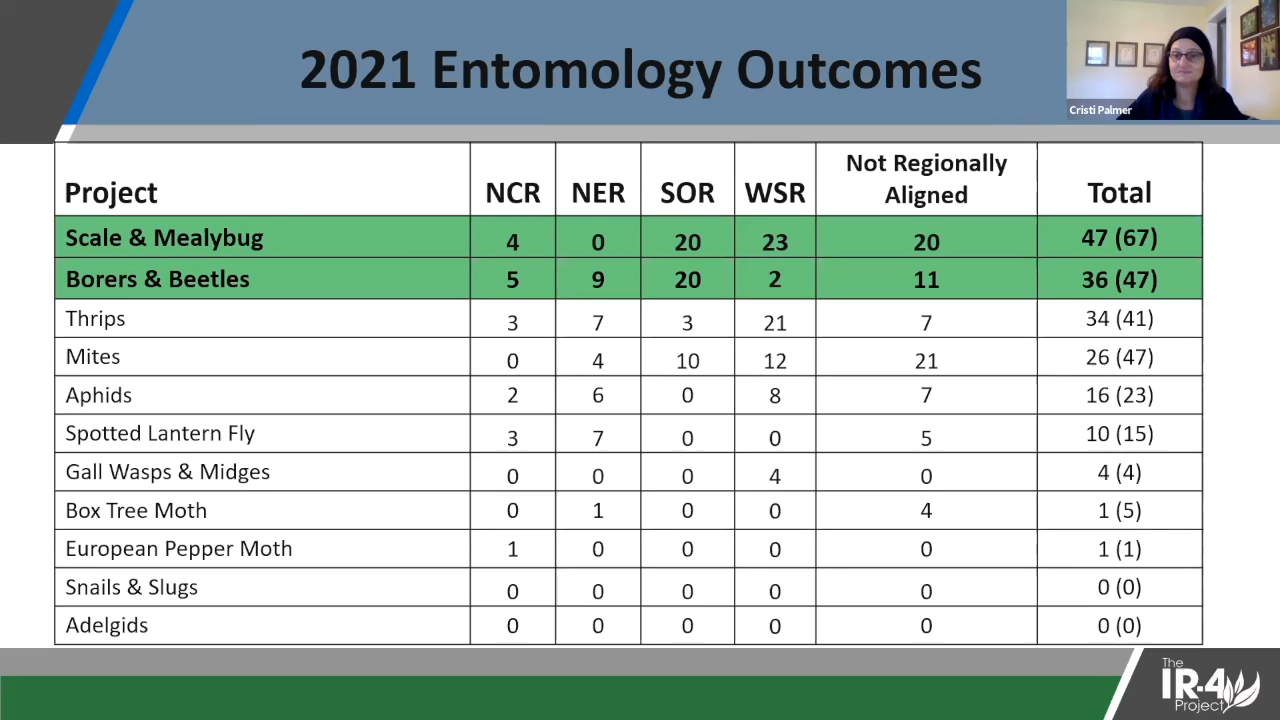 2021 Entomology Outcomes
Cristi Palmer
Project NCR NER SOR WSR Not Regionally Aligned Total
Scale & Mealybug 4 0 20 23 20 47 (67)
Borers & Beetles 5 9 20 2 11 36 (47)
Thrips 3 7 3 21 7 34 (41)
Mites 0 4 10 12 21 26 (47)
Aphids 2 6 0 8 7 16 (23)
Spotted Lantern Fly 3 7 0 0 5 10 (15)
Gall Wasps & Midges 0 0 0 4 0 4 (4)
Box Tree Moth 0 1 0 0 4 1 (5)
European Pepper Moth 1 0 0 0 0 1 (1)
Snails & Slugs 0 0 0 0 0 0 (0)
Adelgids 0 0 0 0 0 0 (0)
The
IR-4
Project